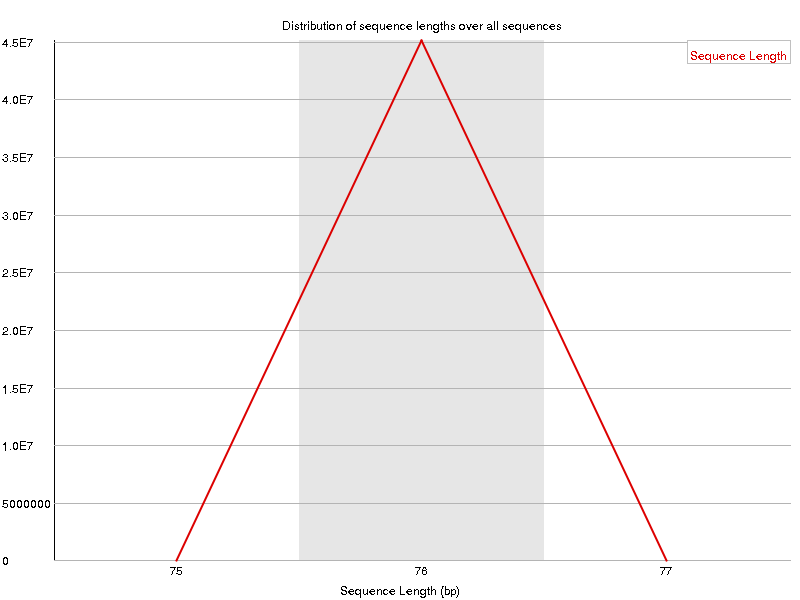 Distribution of sequence lengths over all sequences
Sequence Length
4.5E7
4.0E7
3.5E7
3.0E7
2.5E7
2.0E7
1.5E7
1.0E7
5000000
0
75 76 77
Sequence Length (bp)